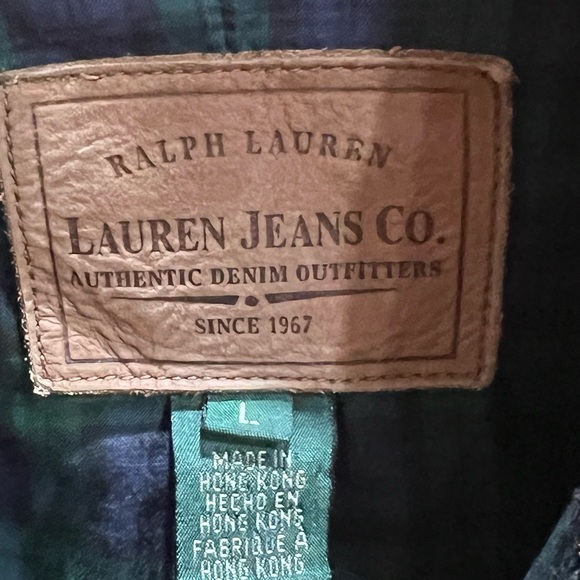 RALPH LAUREN
LAUREN JEANS CO.
AUTHENTIC DENIM OUTFITTERS
SINCE 1967
L
MADE IN
HONG KONG
HECHO EN
HONG KONG
FABRIQUÉ A
HONG KONG